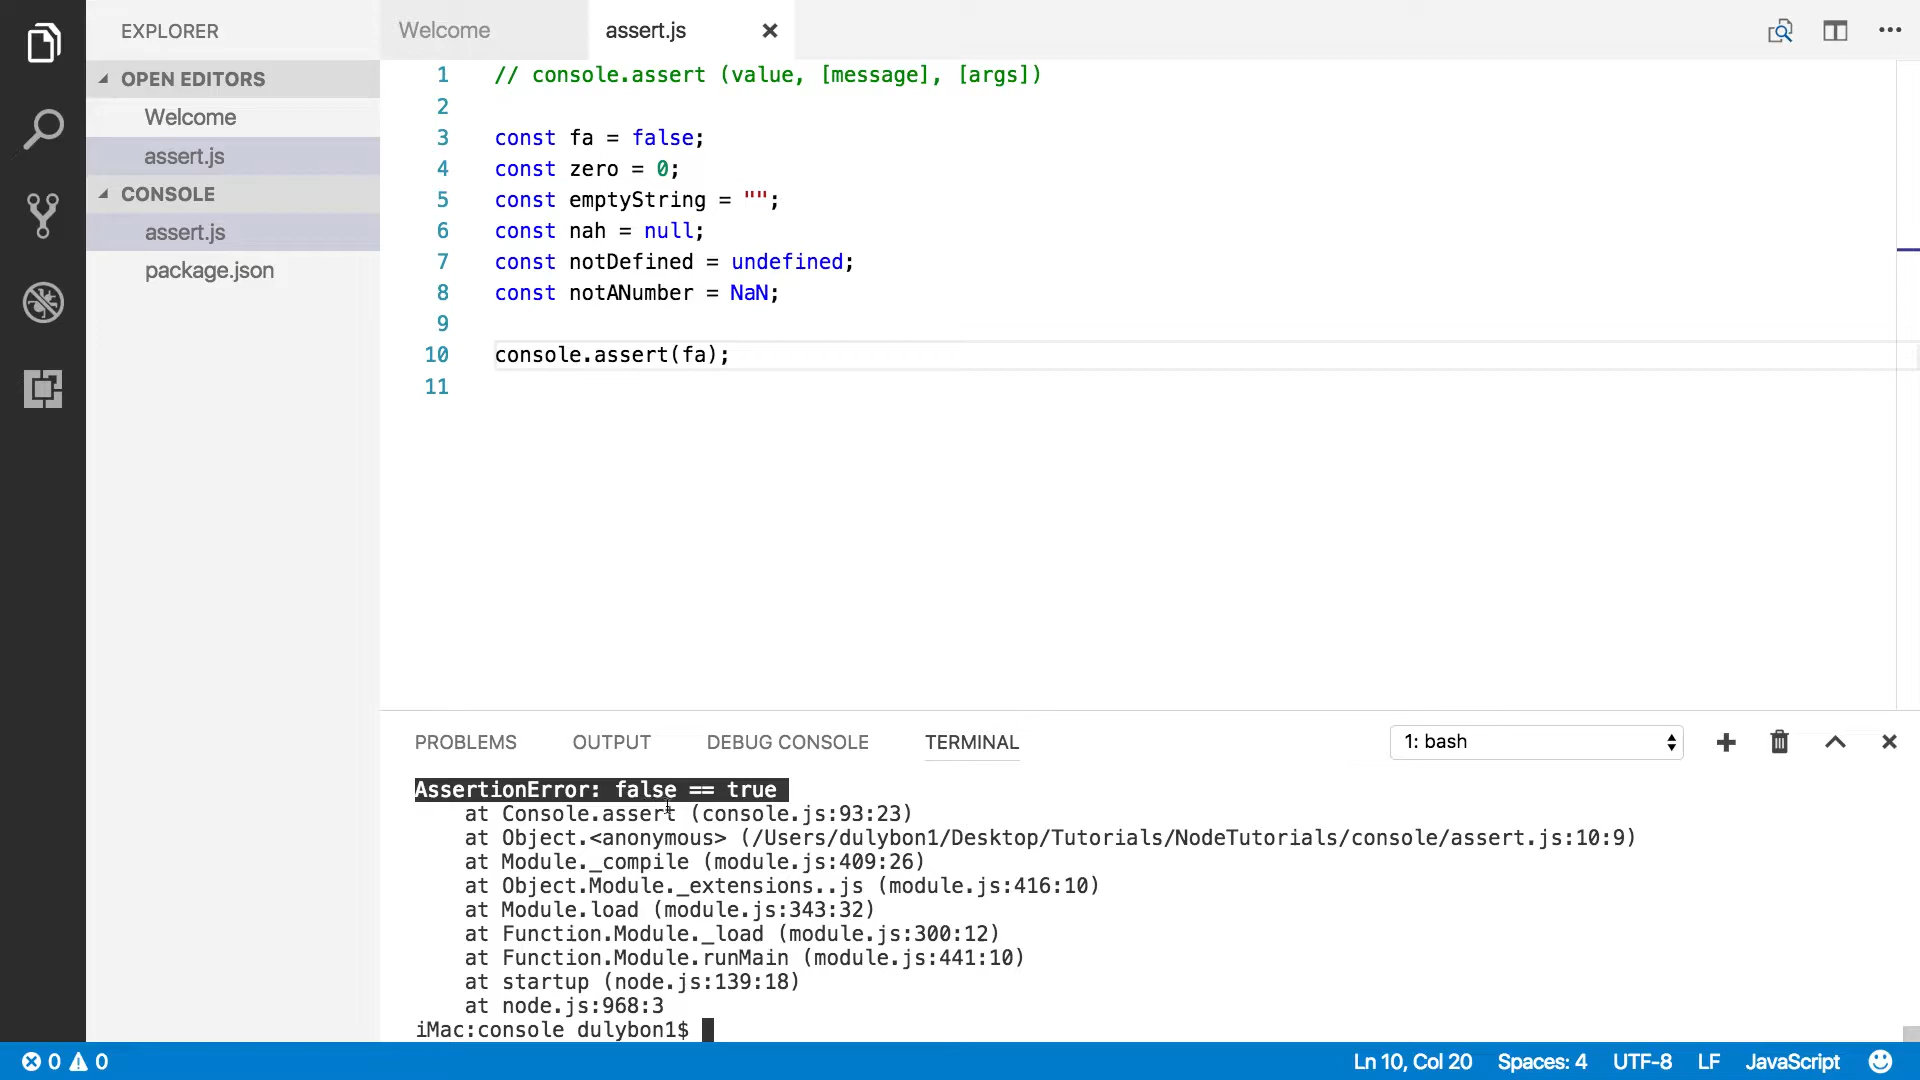 EXPLORER
OPEN EDITORS
Welcome
assert.js
CONSOLE
assert.js
package.json
Welcome
assert.js
1 // console.assert (value, [message], [args])
2
3 const fa = false;
4 const zero = 0;
5 const emptyString = "";
6 const nah = null;
7 const notDefined = undefined;
8 const notANumber = NaN;
9
10 console.assert(fa);
11
PROBLEMS OUTPUT DEBUG CONSOLE TERMINAL 1: bash
AssertionError: false == true
at Console.assert (console.js:93:23)
at Object.<anonymous> (/Users/dulybon1/Desktop/Tutorials/NodeTutorials/console/assert.js:10:9)
at Module._compile (module.js:409:26)
at Object.Module._extensions..js (module.js:416:10)
at Module.load (module.js:343:32)
at Function.Module._load (module.js:300:12)
at Function.Module.runMain (module.js:441:10)
at startup (node.js:139:18)
at node.js:968:3
iMac:console dulybon1$
0 0 Ln 10, Col 20 Spaces: 4 UTF-8 LF JavaScript